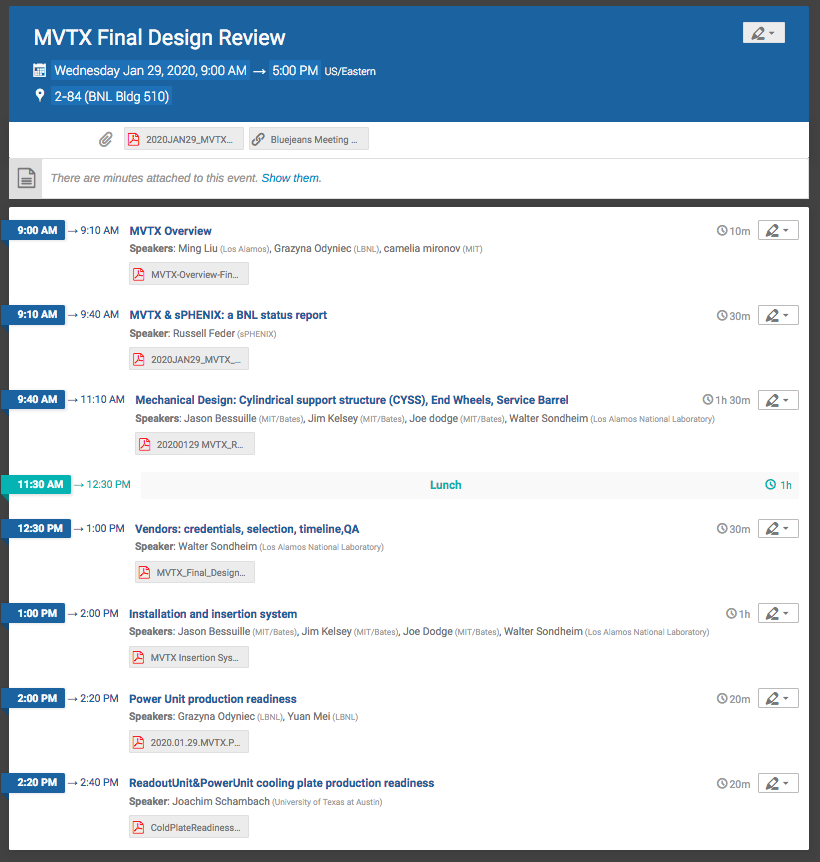 MVTX Final Design Review
Wednesday Jan 29, 2020, 9:00 AM → 5:00 PM US/Eastern
2-84 (BNL Bldg 510)
2020JAN29_MVTX... Bluejeans Meeting ...
There are minutes attached to this event. Show them.
9:00 AM → 9:10 AM MVTX Overview 10m
Speakers: Ming Liu (Los Alamos), Grazyna Odyniec (LBNL), camelia mironov (MIT)
MVTX-Overview-Fin...
9:10 AM → 9:40 AM MVTX & sPHENIX: a BNL status report 30m
Speaker: Russell Feder (sPHENIX)
2020JAN29_MVTX_...
9:40 AM → 11:10 AM Mechanical Design: Cylindrical support structure (CYSS), End Wheels, Service Barrel 1h 30m
Speakers: Jason Bessuille (MIT/Bates), Jim Kelsey (MIT/Bates), Joe dodge (MIT/Bates), Walter Sondheim (Los Alamos National Laboratory)
20200129 MVTX_R...
11:30 AM → 12:30 PM Lunch 1h
12:30 PM → 1:00 PM Vendors: credentials, selection, timeline,QA 30m
Speaker: Walter Sondheim (Los Alamos National Laboratory)
MVTX_Final_Design...
1:00 PM → 2:00 PM Installation and insertion system 1h
Speakers: Jason Bessuille (MIT/Bates), Jim Kelsey (MIT/Bates), Joe Dodge (MIT/Bates), Walter Sondheim (Los Alamos National Laboratory)
MVTX Insertion Sys...
2:00 PM → 2:20 PM Power Unit production readiness 20m
Speakers: Grazyna Odyniec (LBNL), Yuan Mei (LBNL)
2020.01.29.MVTX.P...
2:20 PM → 2:40 PM ReadoutUnit&PowerUnit cooling plate production readiness 20m
Speaker: Joachim Schambach (University of Texas at Austin)
ColdPlateReadiness...